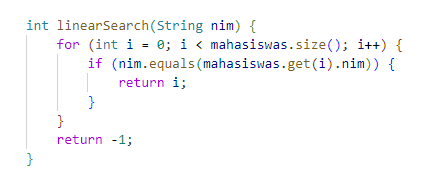 int linearSearch(String nim) {
    for (int i = 0; i < mahasiswas.size(); i++) {
        if (nim.equals(mahasiswas.get(i).nim)) {
            return i;
        }
    }
    return -1;
}